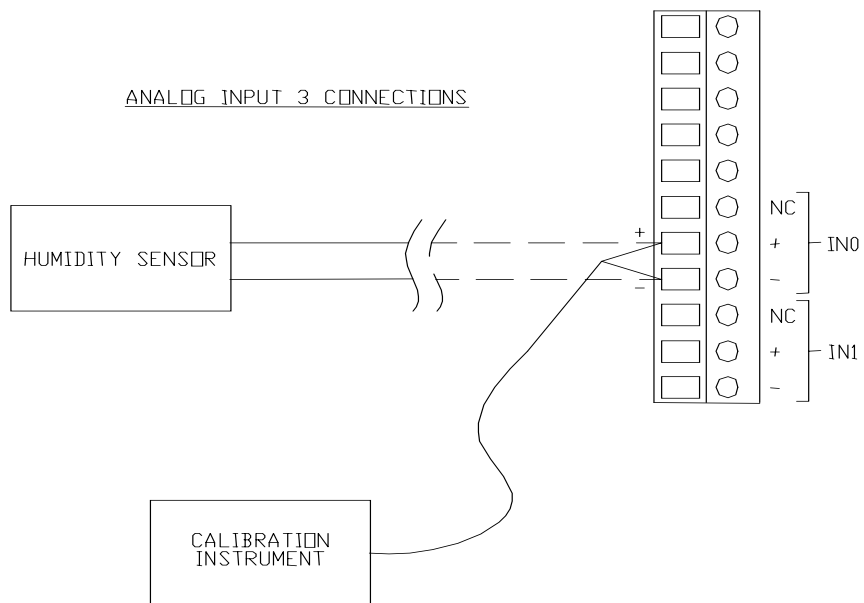 ANALOG INPUT 3 CONNECTIONS
NC
+
+
IN0
HUMIDITY SENSOR
-
-
NC
+
IN1
-
CALIBRATION
INSTRUMENT